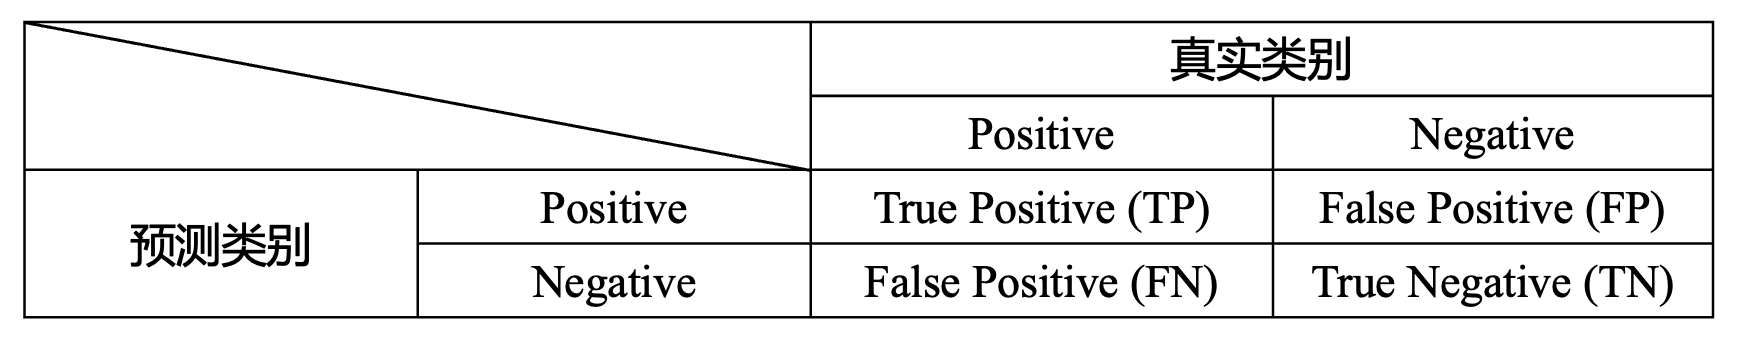 真实类别
Positive Negative
预测类别
Positive True Positive (TP) False Positive (FP)
Negative False Positive (FN) True Negative (TN)